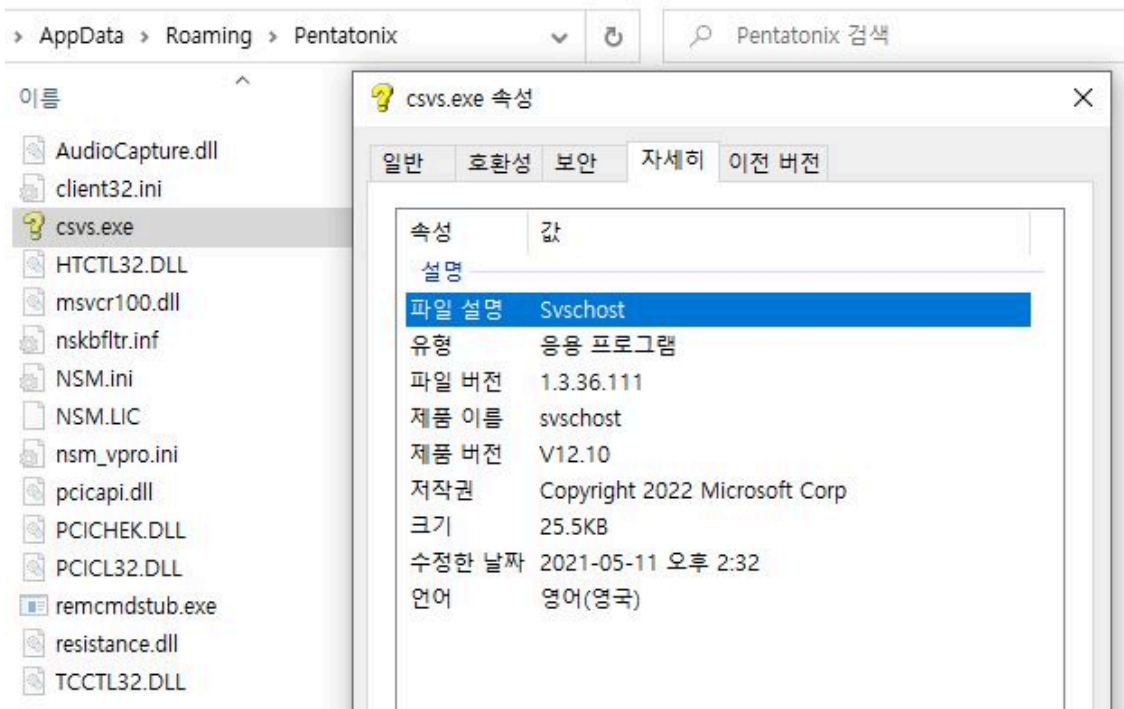 › AppData › Roaming › Pentatonix
Pentatonix 검색
이름
AudioCapture.dll
client32.ini
csvs.exe
HTCTL32.DLL
msvcr100.dll
nskbfltr.inf
NSM.ini
NSM.LIC
nsm_vpro.ini
pcicapi.dll
PCICHEK.DLL
PCICL32.DLL
remcmdstub.exe
resistance.dll
TCCTL32.DLL
csvs.exe 속성
일반 호환성 보안 자세히 이전 버전
속성 값
설명
파일 설명 Svschost
유형 응용 프로그램
파일 버전 1.3.36.111
제품 이름 svschost
제품 버전 V12.10
저작권 Copyright 2022 Microsoft Corp
크기 25.5KB
수정한 날짜 2021-05-11 오후 2:32
언어 영어(영국)